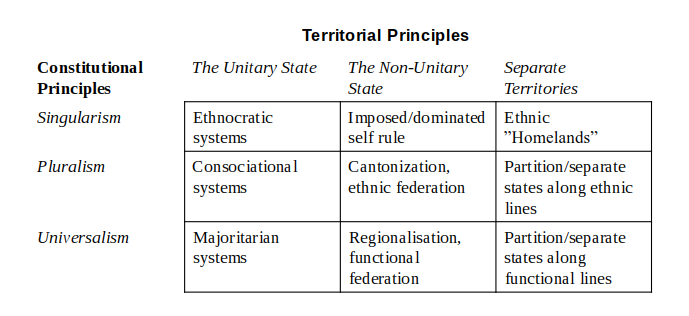 Territorial Principles
Constitutional Principles
The Unitary State
The Non-Unitary State
Separate Territories
Singularism
Ethnocratic systems
Imposed/dominated self rule
Ethnic ”Homelands”
Pluralism
Consociational systems
Cantonization, ethnic federation
Partition/separate states along ethnic lines
Universalism
Majoritarian systems
Regionalisation, functional federation
Partition/separate states along functional lines